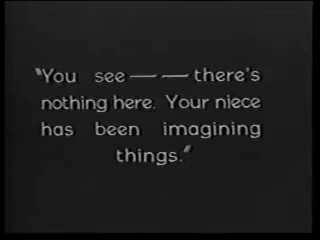 "You see — — there's
nothing here. Your niece
has been imagining
things."